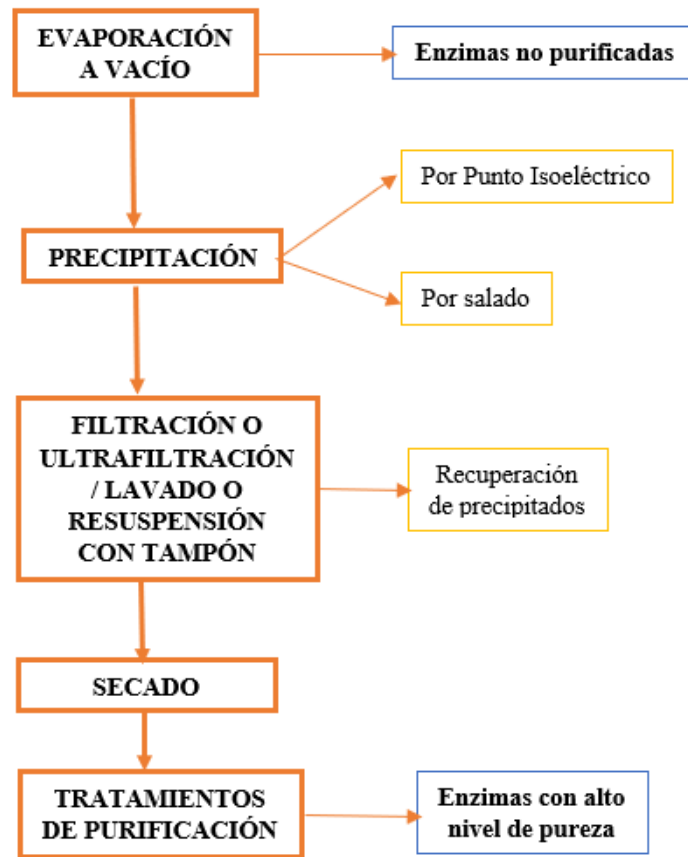 EVAPORACIÓN
A VACÍO
Enzimas no purificadas
Por Punto Isoeléctrico
PRECIPITACIÓN
Por salado
FILTRACIÓN O
ULTRAFILTRACIÓN
/ LAVADO O
RESUSPENSIÓN
CON TAMPÓN
Recuperación
de precipitados
SECADO
TRATAMIENTOS
DE PURIFICACIÓN
Enzimas con alto
nivel de pureza